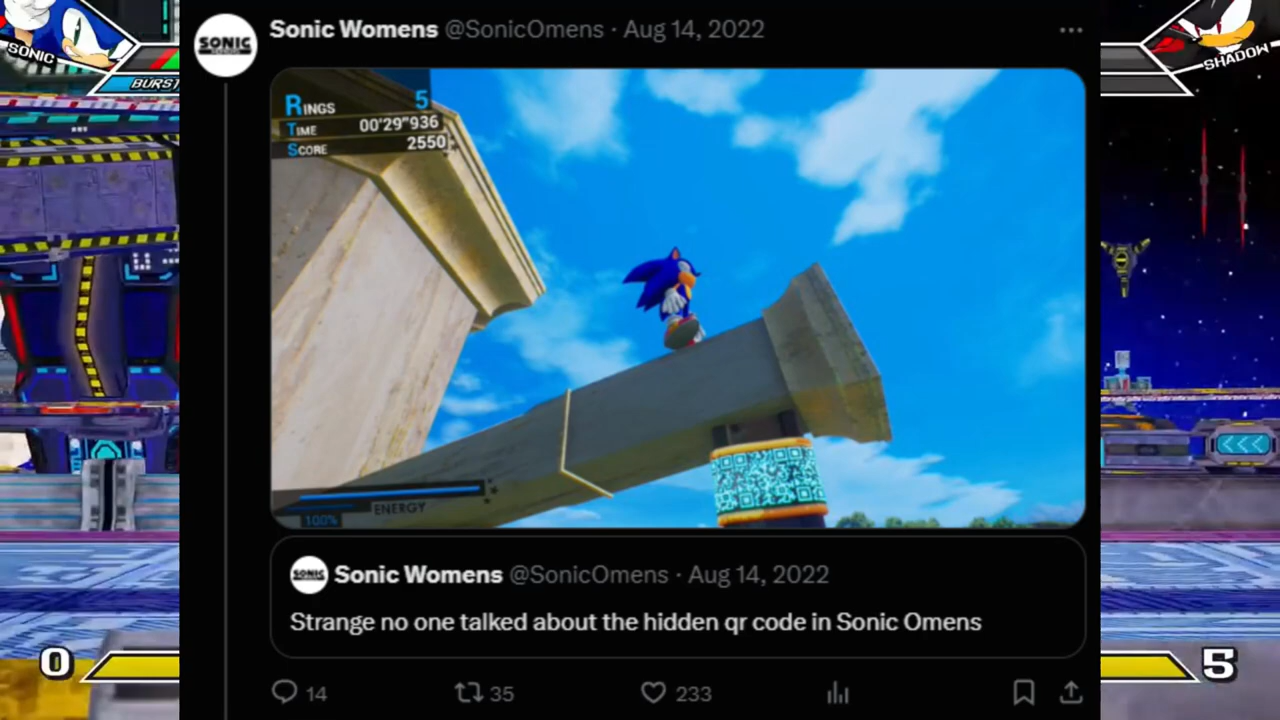 SONIC
BURST
SHADOW
SONIC
Sonic Womens @SonicOmens · Aug 14, 2022
RINGS 5
TIME 00'29"936
SCORE 2550
ENERGY
100%
SONIC
Sonic Womens @SonicOmens · Aug 14, 2022
Strange no one talked about the hidden qr code in Sonic Omens
14 35 233
0
5